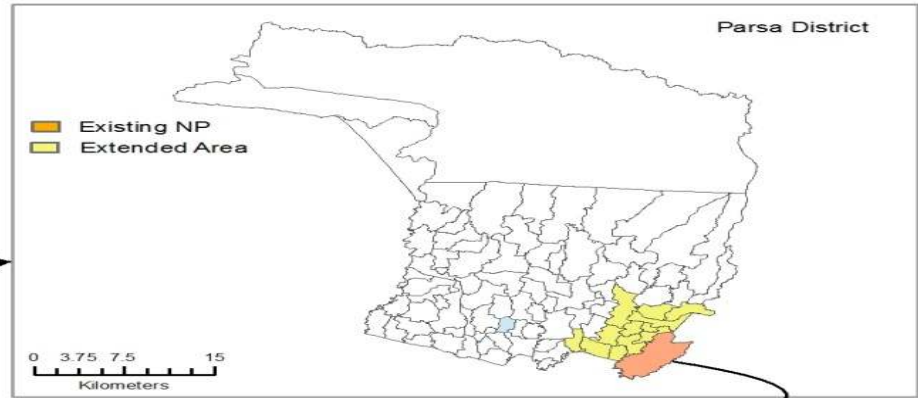 Parsa District
Existing NP
Extended Area
0 3.75 7.5 15
Kilometers